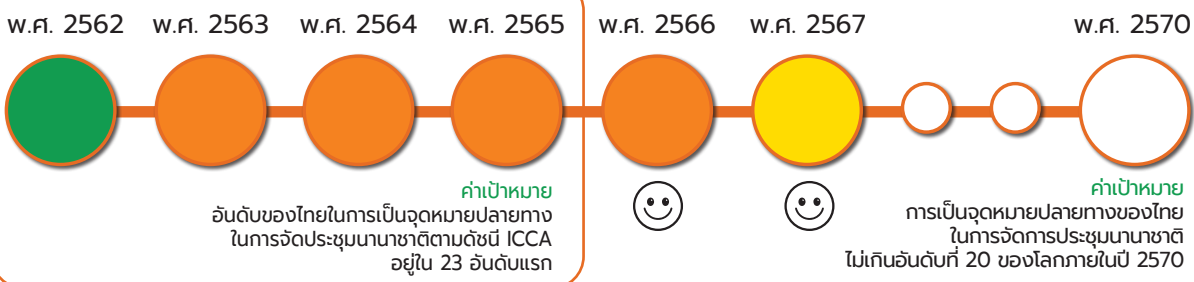 พ.ศ. 2562 พ.ศ. 2563 พ.ศ. 2564 พ.ศ. 2565 พ.ศ. 2566 พ.ศ. 2567 พ.ศ. 2570
ค่าเป้าหมาย
อันดับของไทยในการเป็นจุดหมายปลายทาง
ในการจัดประชุมนานาชาติตามดัชนี ICCA
อยู่ใน 23 อันดับแรก
ค่าเป้าหมาย
การเป็นจุดหมายปลายทางของไทย
ในการจัดการประชุมนานาชาติ
ไม่เกินอันดับที่ 20 ของโลกภายในปี 2570